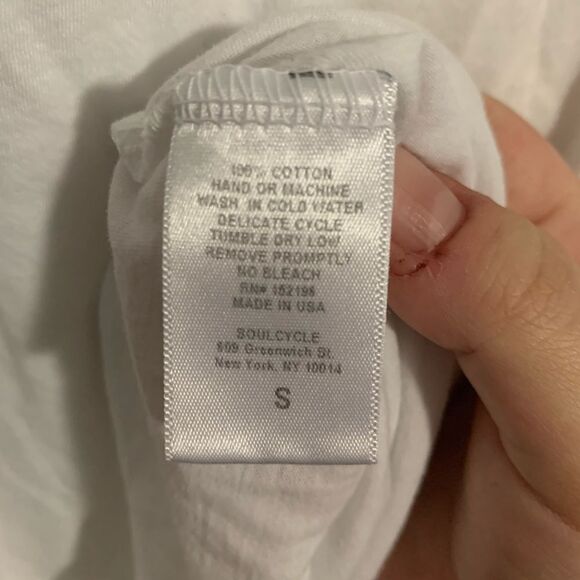 100% COTTON
HAND OR MACHINE
WASH IN COLD WATER
DELICATE CYCLE
TUMBLE DRY LOW
REMOVE PROMPTLY
NO BLEACH
RN# 152196
MADE IN USA
SOULCYCLE
609 Greenwich St.
New York, NY 10014
S